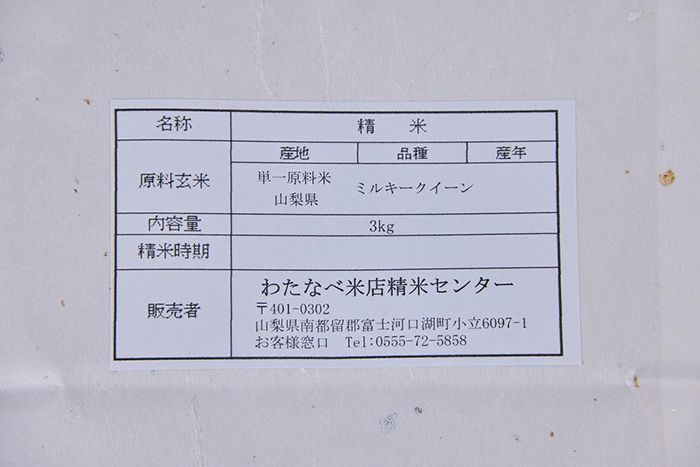 名称 精 米
産地 品種 産年
原料玄米 単一原料米 ミルキークイーン
山梨県
内容量 3kg
精米時期
わたなべ米店精米センター
〒401-0302
販売者
山梨県南都留郡富士河口湖町小立6097-1
お客様窓口 Tel:0555-72-5858